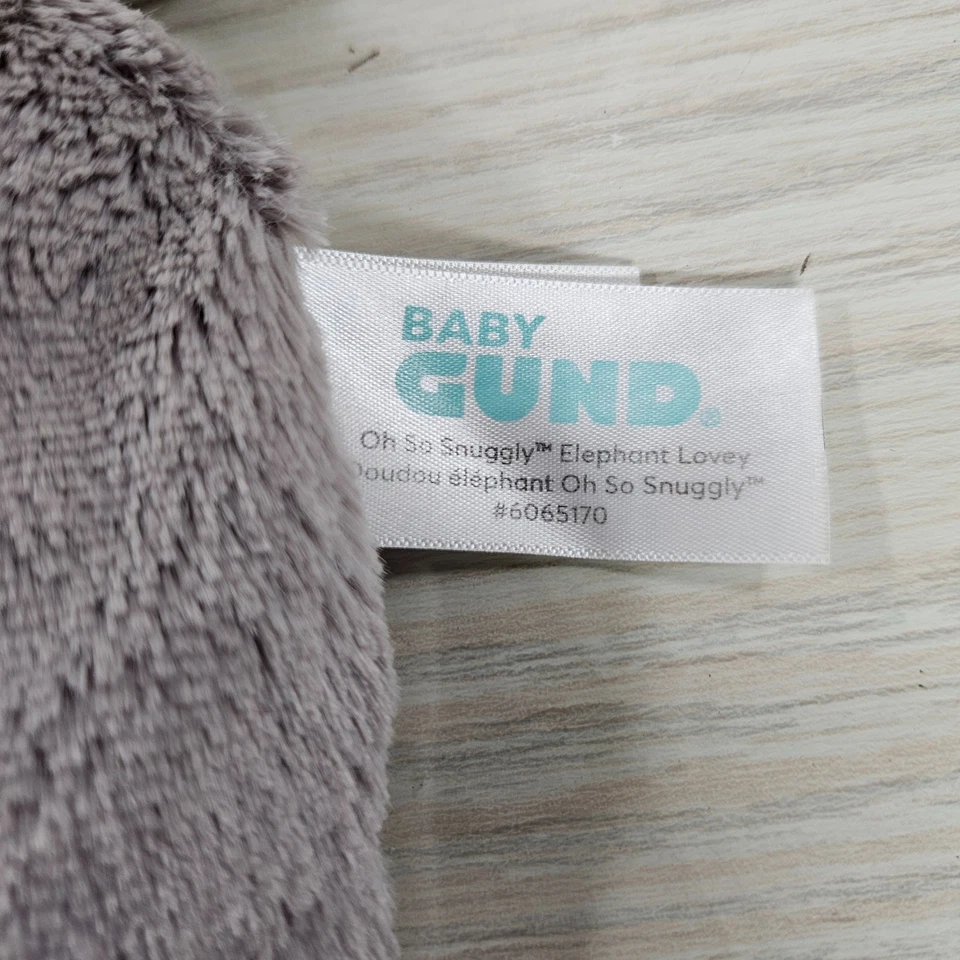 BABY
GUND®
Oh So Snuggly™ Elephant Lovey
Doudou éléphant Oh So Snuggly™
#6065170